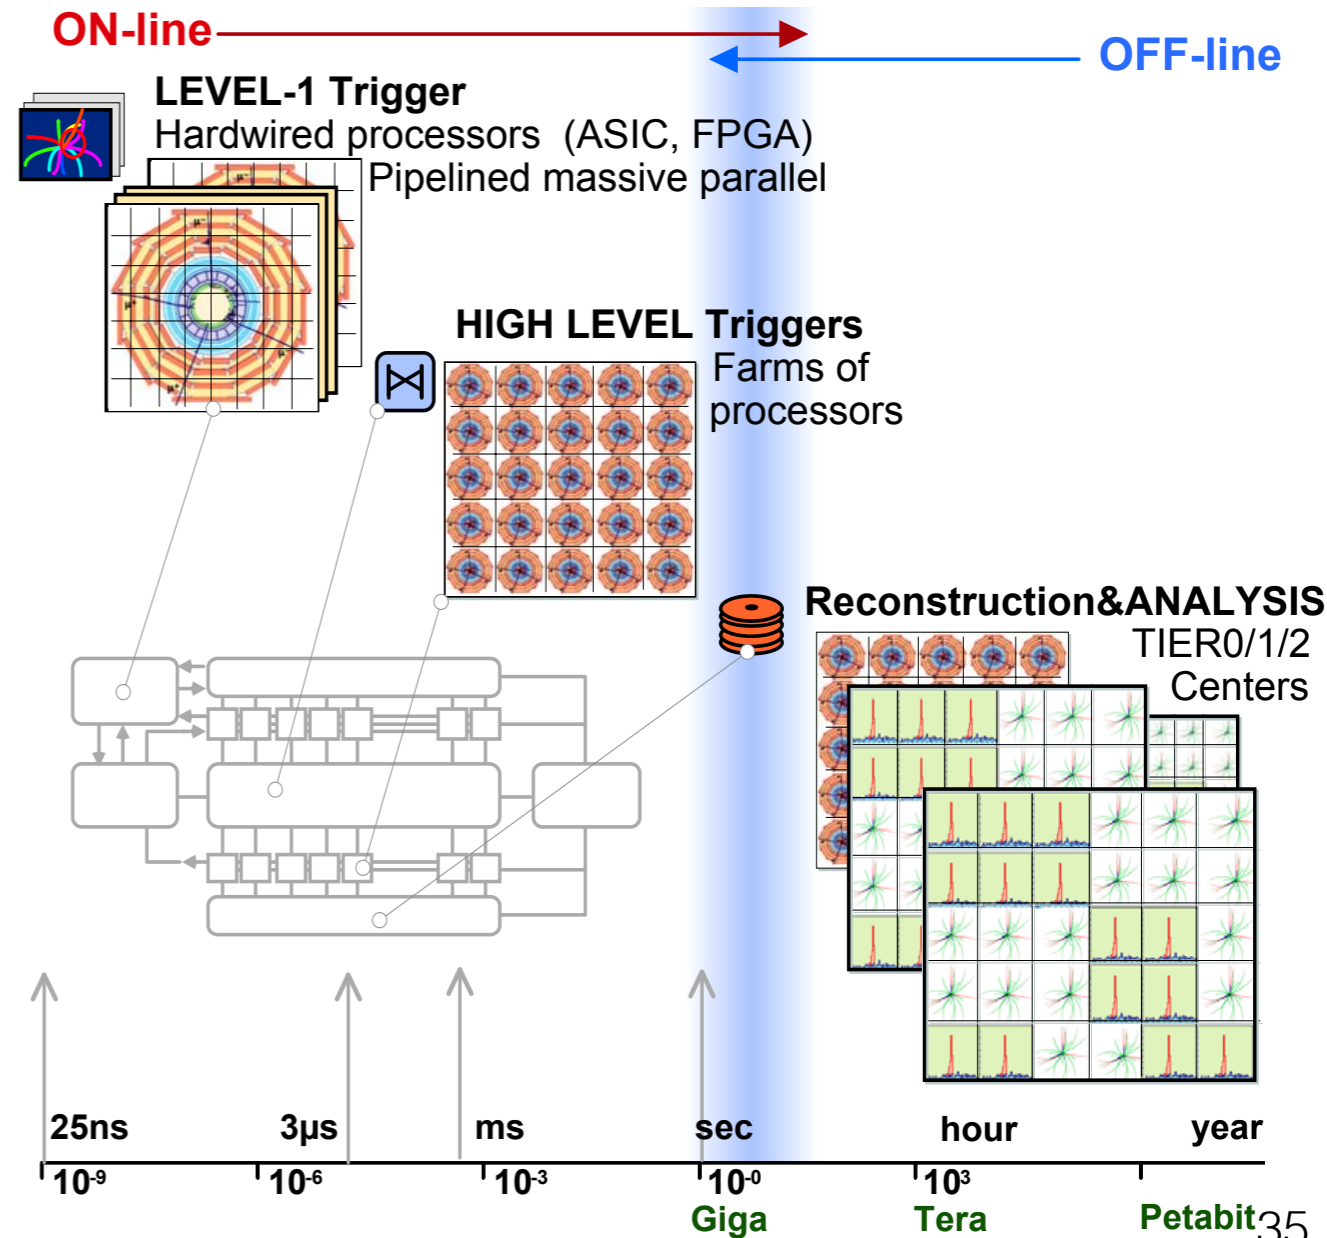 ON-line
OFF-line
LEVEL-1 Trigger
Hardwired processors (ASIC, FPGA)
Pipelined massive parallel
HIGH LEVEL Triggers
Farms of
processors
Reconstruction&ANALYSIS
TIER0/1/2
Centers
25ns 3µs ms sec hour year
10-9 10-6 10-3 10-0 10³
Giga Tera Petabit
35